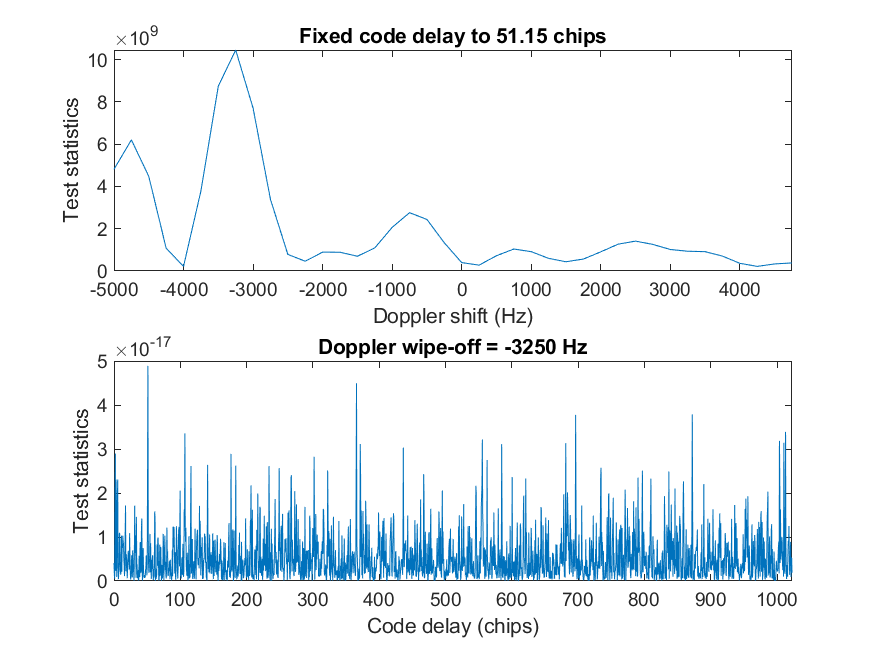 ×10^9
Fixed code delay to 51.15 chips
10
8
6
4
2
0
Test statistics
-5000 -4000 -3000 -2000 -1000 0 1000 2000 3000 4000
Doppler shift (Hz)
×10^-17
Doppler wipe-off = -3250 Hz
5
4
3
2
1
0
Test statistics
0 100 200 300 400 500 600 700 800 900 1000
Code delay (chips)